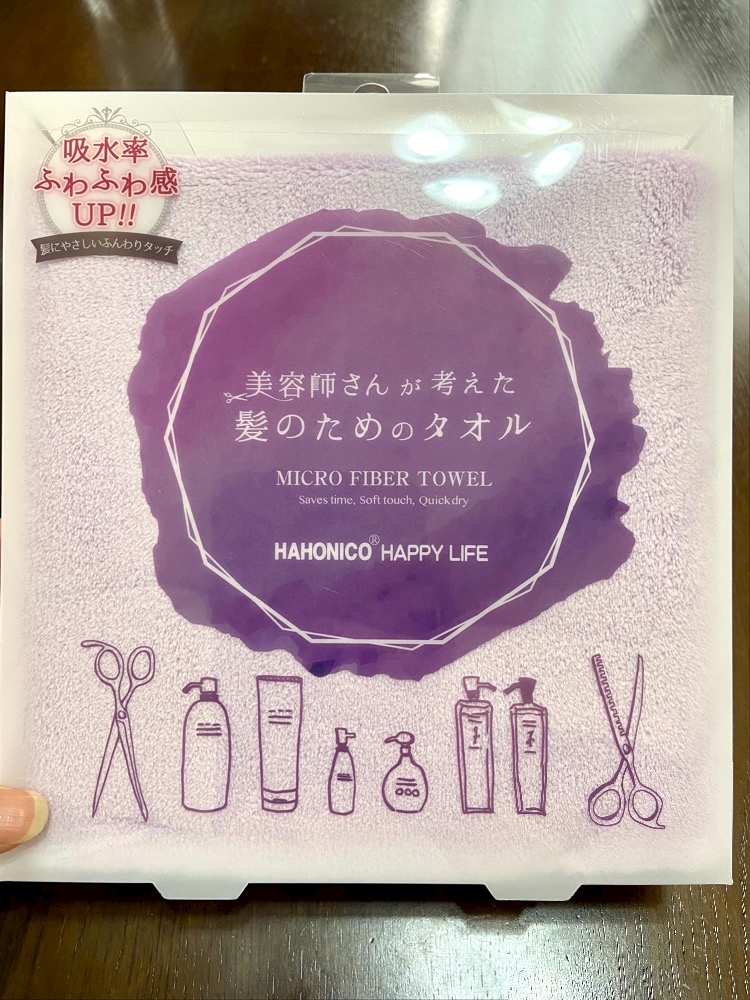 吸水率
ふわふわ感
UP!!
髪にやさしいふんわりタッチ
美容師さんが考えた
髪のためのタオル
MICRO FIBER TOWEL
Saves time, Soft touch, Quick dry
HAHONICO® HAPPY LIFE